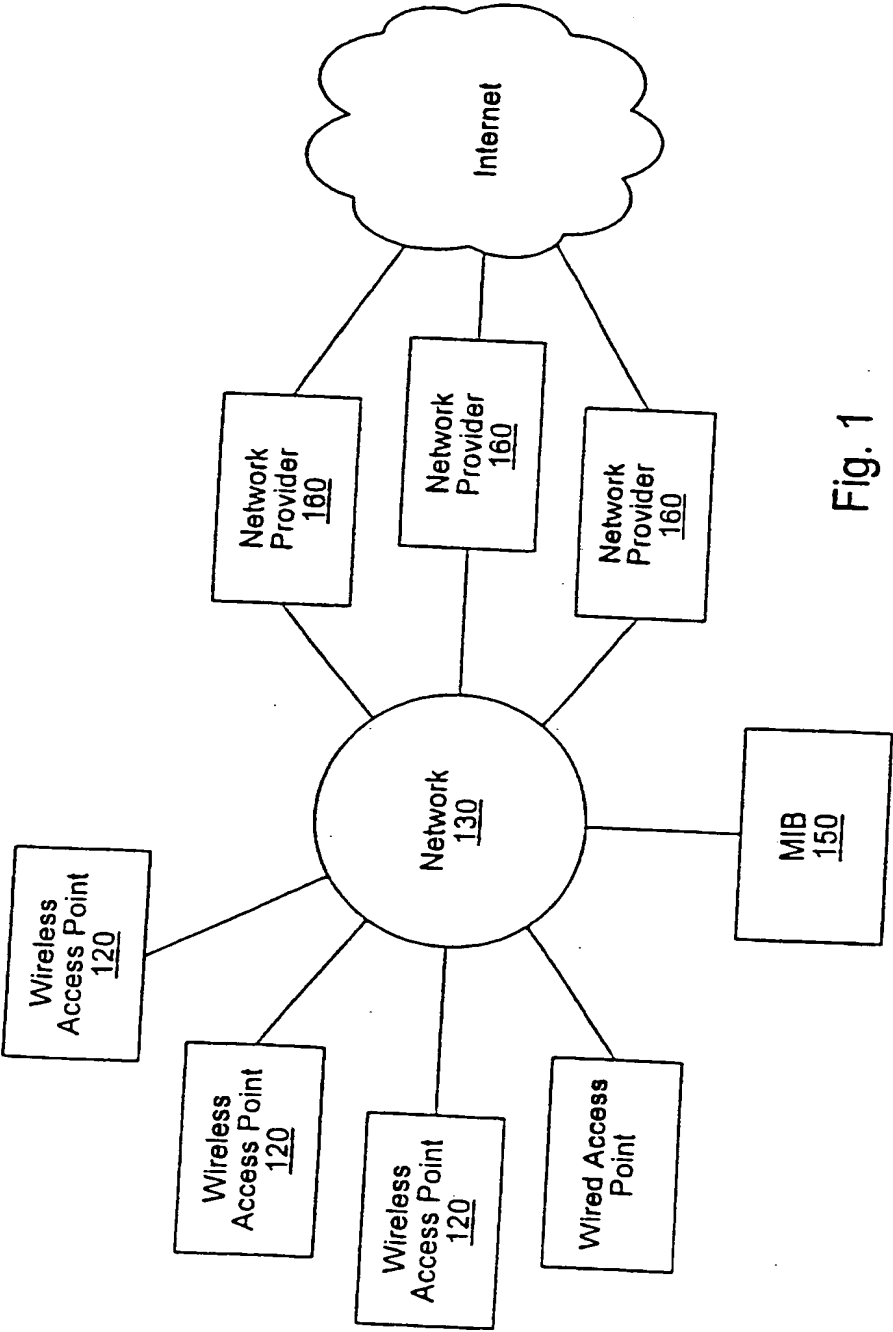 Wireless
Access Point
120
Wireless
Access Point
120
Wireless
Access Point
120
Wired Access
Point
Network
130
MIB
150
Network
Provider
160
Network
Provider
160
Network
Provider
160
Internet
Fig. 1